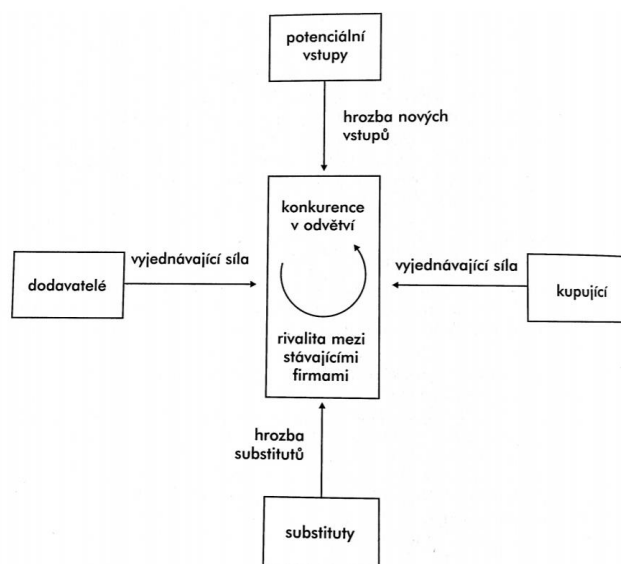 potenciální
vstupy
hrozba nových
vstupů
konkurence
v odvětví
vyjednávající síla
dodavatelé
vyjednávající síla
kupující
rivalita mezi
stávajícími
firmami
hrozba
substitutů
substituty